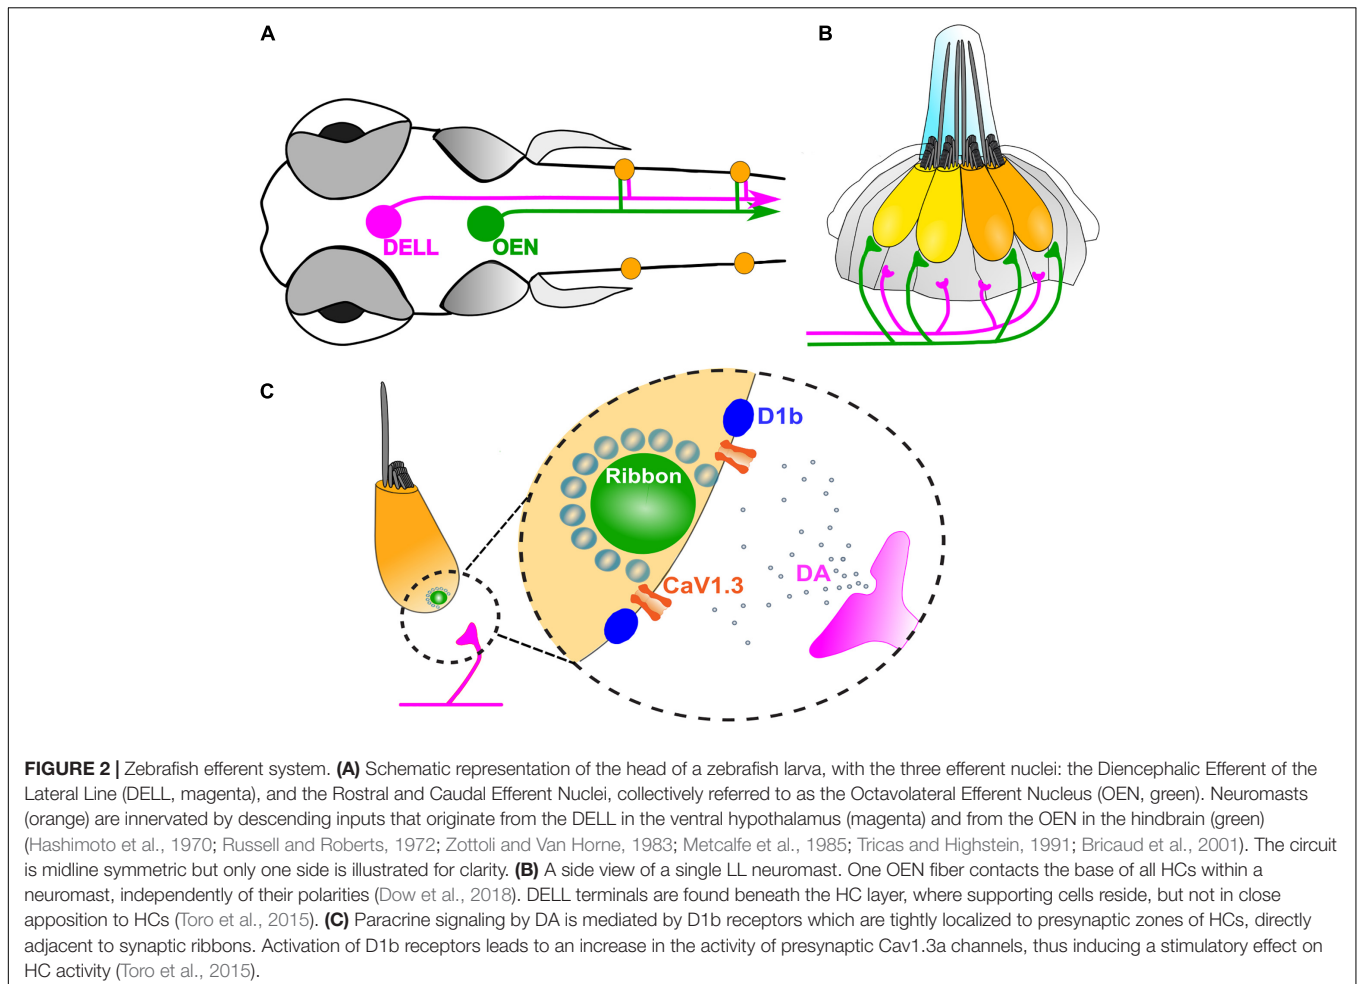 A
B
DELL
OEN
C
D1b
Ribbon
CaV1.3
DA
FIGURE 2 | Zebrafish efferent system. (A) Schematic representation of the head of a zebrafish larva, with the three efferent nuclei: the Diencephalic Efferent of the
Lateral Line (DELL, magenta), and the Rostral and Caudal Efferent Nuclei, collectively referred to as the Octavolateral Efferent Nucleus (OEN, green). Neuromasts
(orange) are innervated by descending inputs that originate from the DELL in the ventral hypothalamus (magenta) and from the OEN in the hindbrain (green)
(Hashimoto et al., 1970; Russell and Roberts, 1972; Zottoli and Van Horne, 1983; Metcalfe et al., 1985; Tricas and Highstein, 1991; Bricaud et al., 2001). The circuit
is midline symmetric but only one side is illustrated for clarity. (B) A side view of a single LL neuromast. One OEN fiber contacts the base of all HCs within a
neuromast, independently of their polarities (Dow et al., 2018). DELL terminals are found beneath the HC layer, where supporting cells reside, but not in close
apposition to HCs (Toro et al., 2015). (C) Paracrine signaling by DA is mediated by D1b receptors which are tightly localized to presynaptic zones of HCs, directly
adjacent to synaptic ribbons. Activation of D1b receptors leads to an increase in the activity of presynaptic Cav1.3a channels, thus inducing a stimulatory effect on
HC activity (Toro et al., 2015).